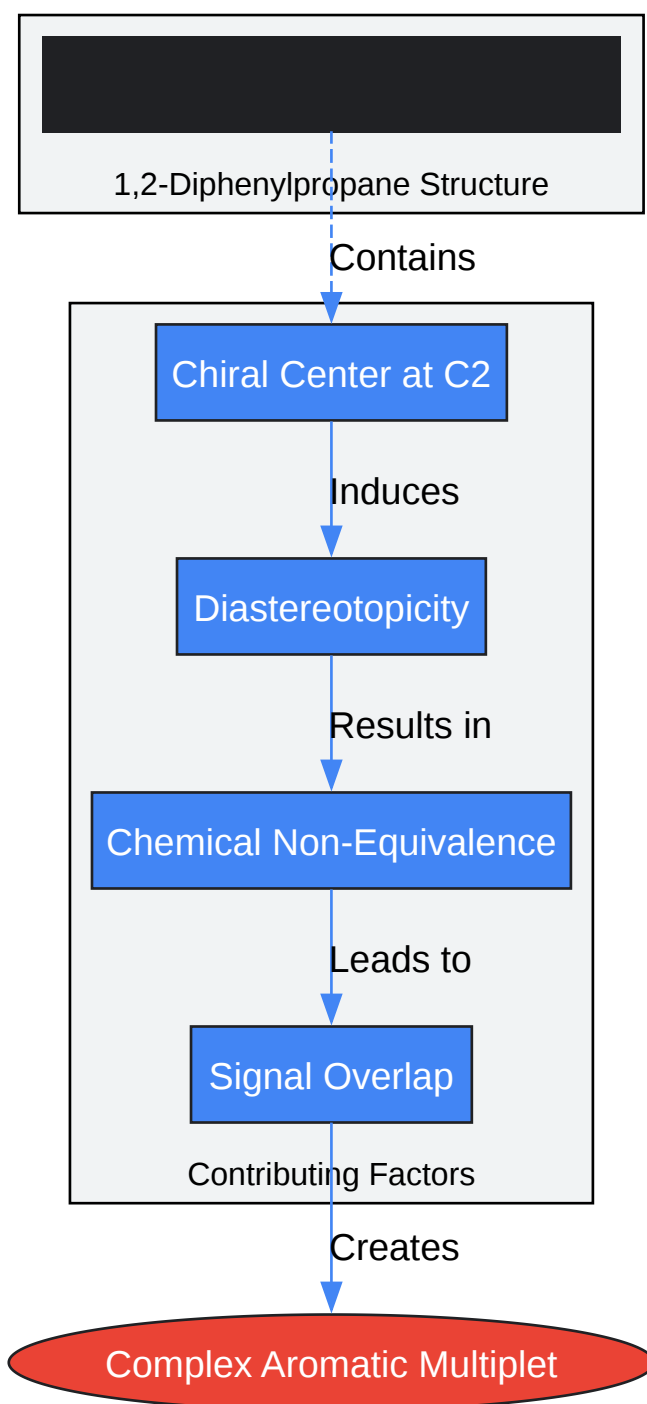 1,2-Diphenylpropane Structure
Contains
Chiral Center at C2
Induces
Diastereotopicity
Results in
Chemical Non-Equivalence
Leads to
Signal Overlap
Contributing Factors
Creates
Complex Aromatic Multiplet